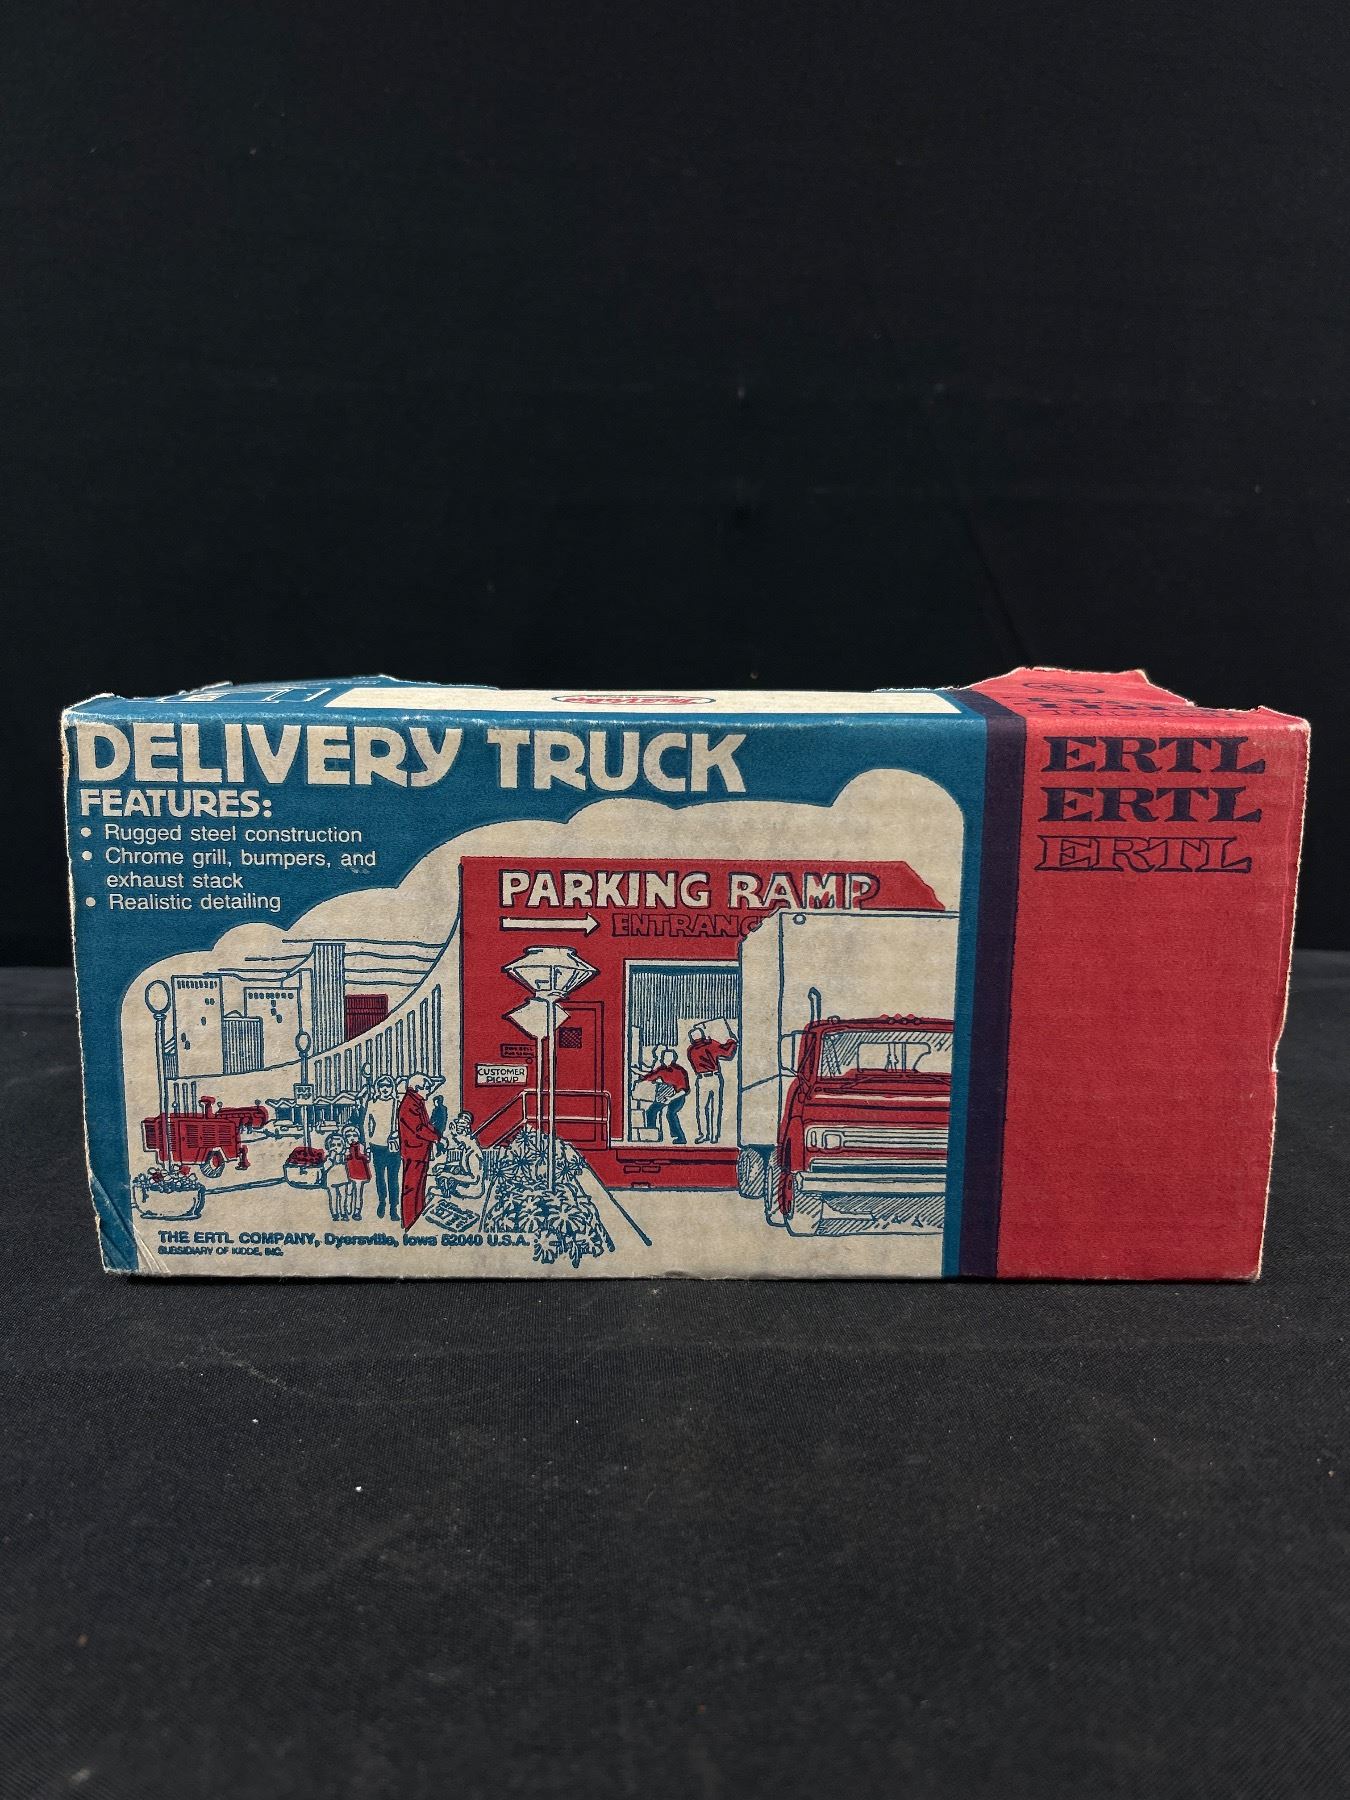 DELIVERY TRUCK
FEATURES:
• Rugged steel construction
• Chrome grill, bumpers, and
exhaust stack
• Realistic detailing
PARKING RAMP
ENTRANC
CUSTOMER
PICKUP
BUS
THE ERTL COMPANY, Dyersville, Iowa 52040 U.S.A.
SUBSIDIARY OF KIDDE, INC.
ERTL
ERTL
ERTL